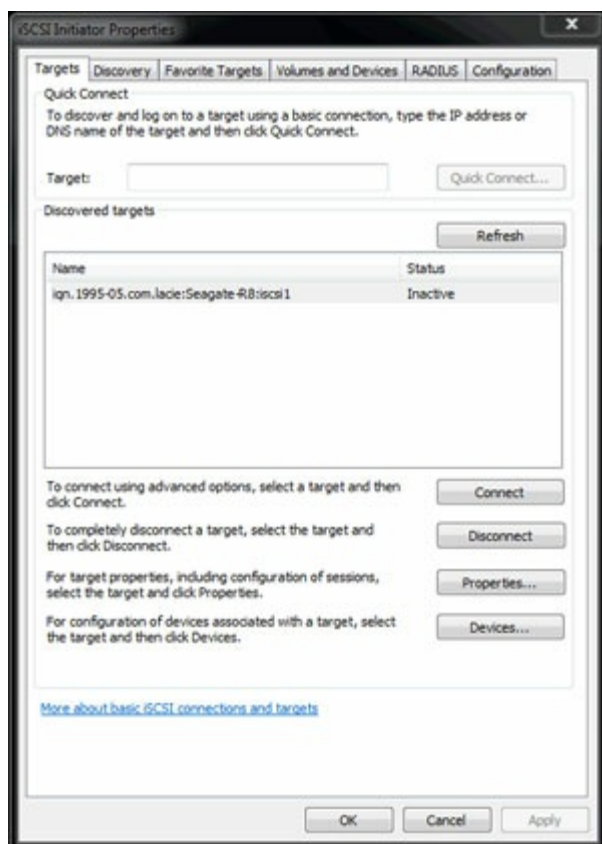 iSCSI Initiator Properties
Targets Discovery Favorite Targets Volumes and Devices RADIUS Configuration
Quick Connect
To discover and log on to a target using a basic connection, type the IP address or
DNS name of the target and then click Quick Connect.
Target:
Quick Connect...
Discovered targets
Refresh
Name Status
iqn.1995-05.com.lacie:Seagate-R8:iscsi1 Inactive
To connect using advanced options, select a target and then
click Connect.
Connect
To completely disconnect a target, select the target and
then click Disconnect.
Disconnect
For target properties, including configuration of sessions,
select the target and click Properties.
Properties...
For configuration of devices associated with a target, select
the target and then click Devices.
Devices...
More about basic iSCSI connections and targets
OK Cancel Apply